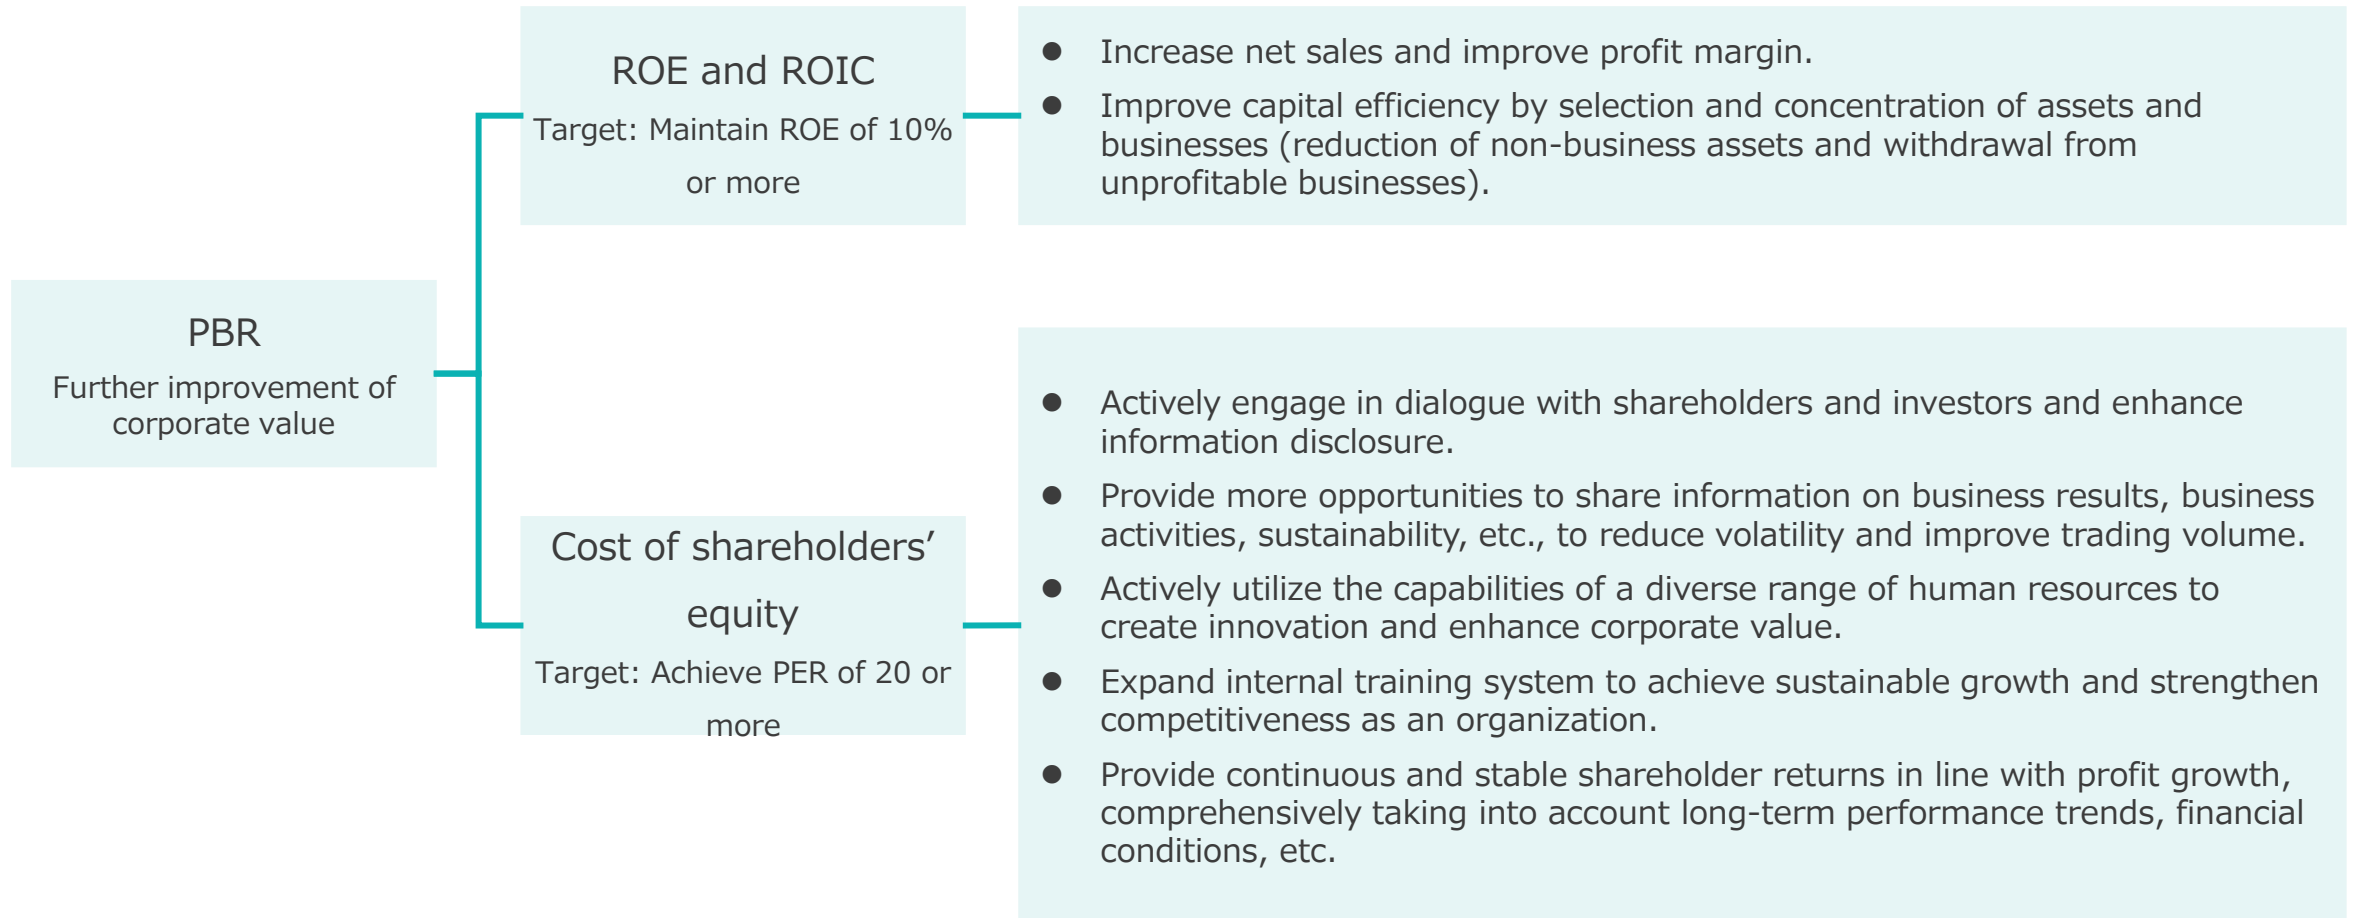 PBR
Further improvement of
corporate value
ROE and ROIC
Target: Maintain ROE of 10%
or more
● Increase net sales and improve profit margin.
● Improve capital efficiency by selection and concentration of assets and
businesses (reduction of non-business assets and withdrawal from
unprofitable businesses).
Cost of shareholders’
equity
Target: Achieve PER of 20 or
more
● Actively engage in dialogue with shareholders and investors and enhance
information disclosure.
● Provide more opportunities to share information on business results, business
activities, sustainability, etc., to reduce volatility and improve trading volume.
● Actively utilize the capabilities of a diverse range of human resources to
create innovation and enhance corporate value.
● Expand internal training system to achieve sustainable growth and strengthen
competitiveness as an organization.
● Provide continuous and stable shareholder returns in line with profit growth,
comprehensively taking into account long-term performance trends, financial
conditions, etc.